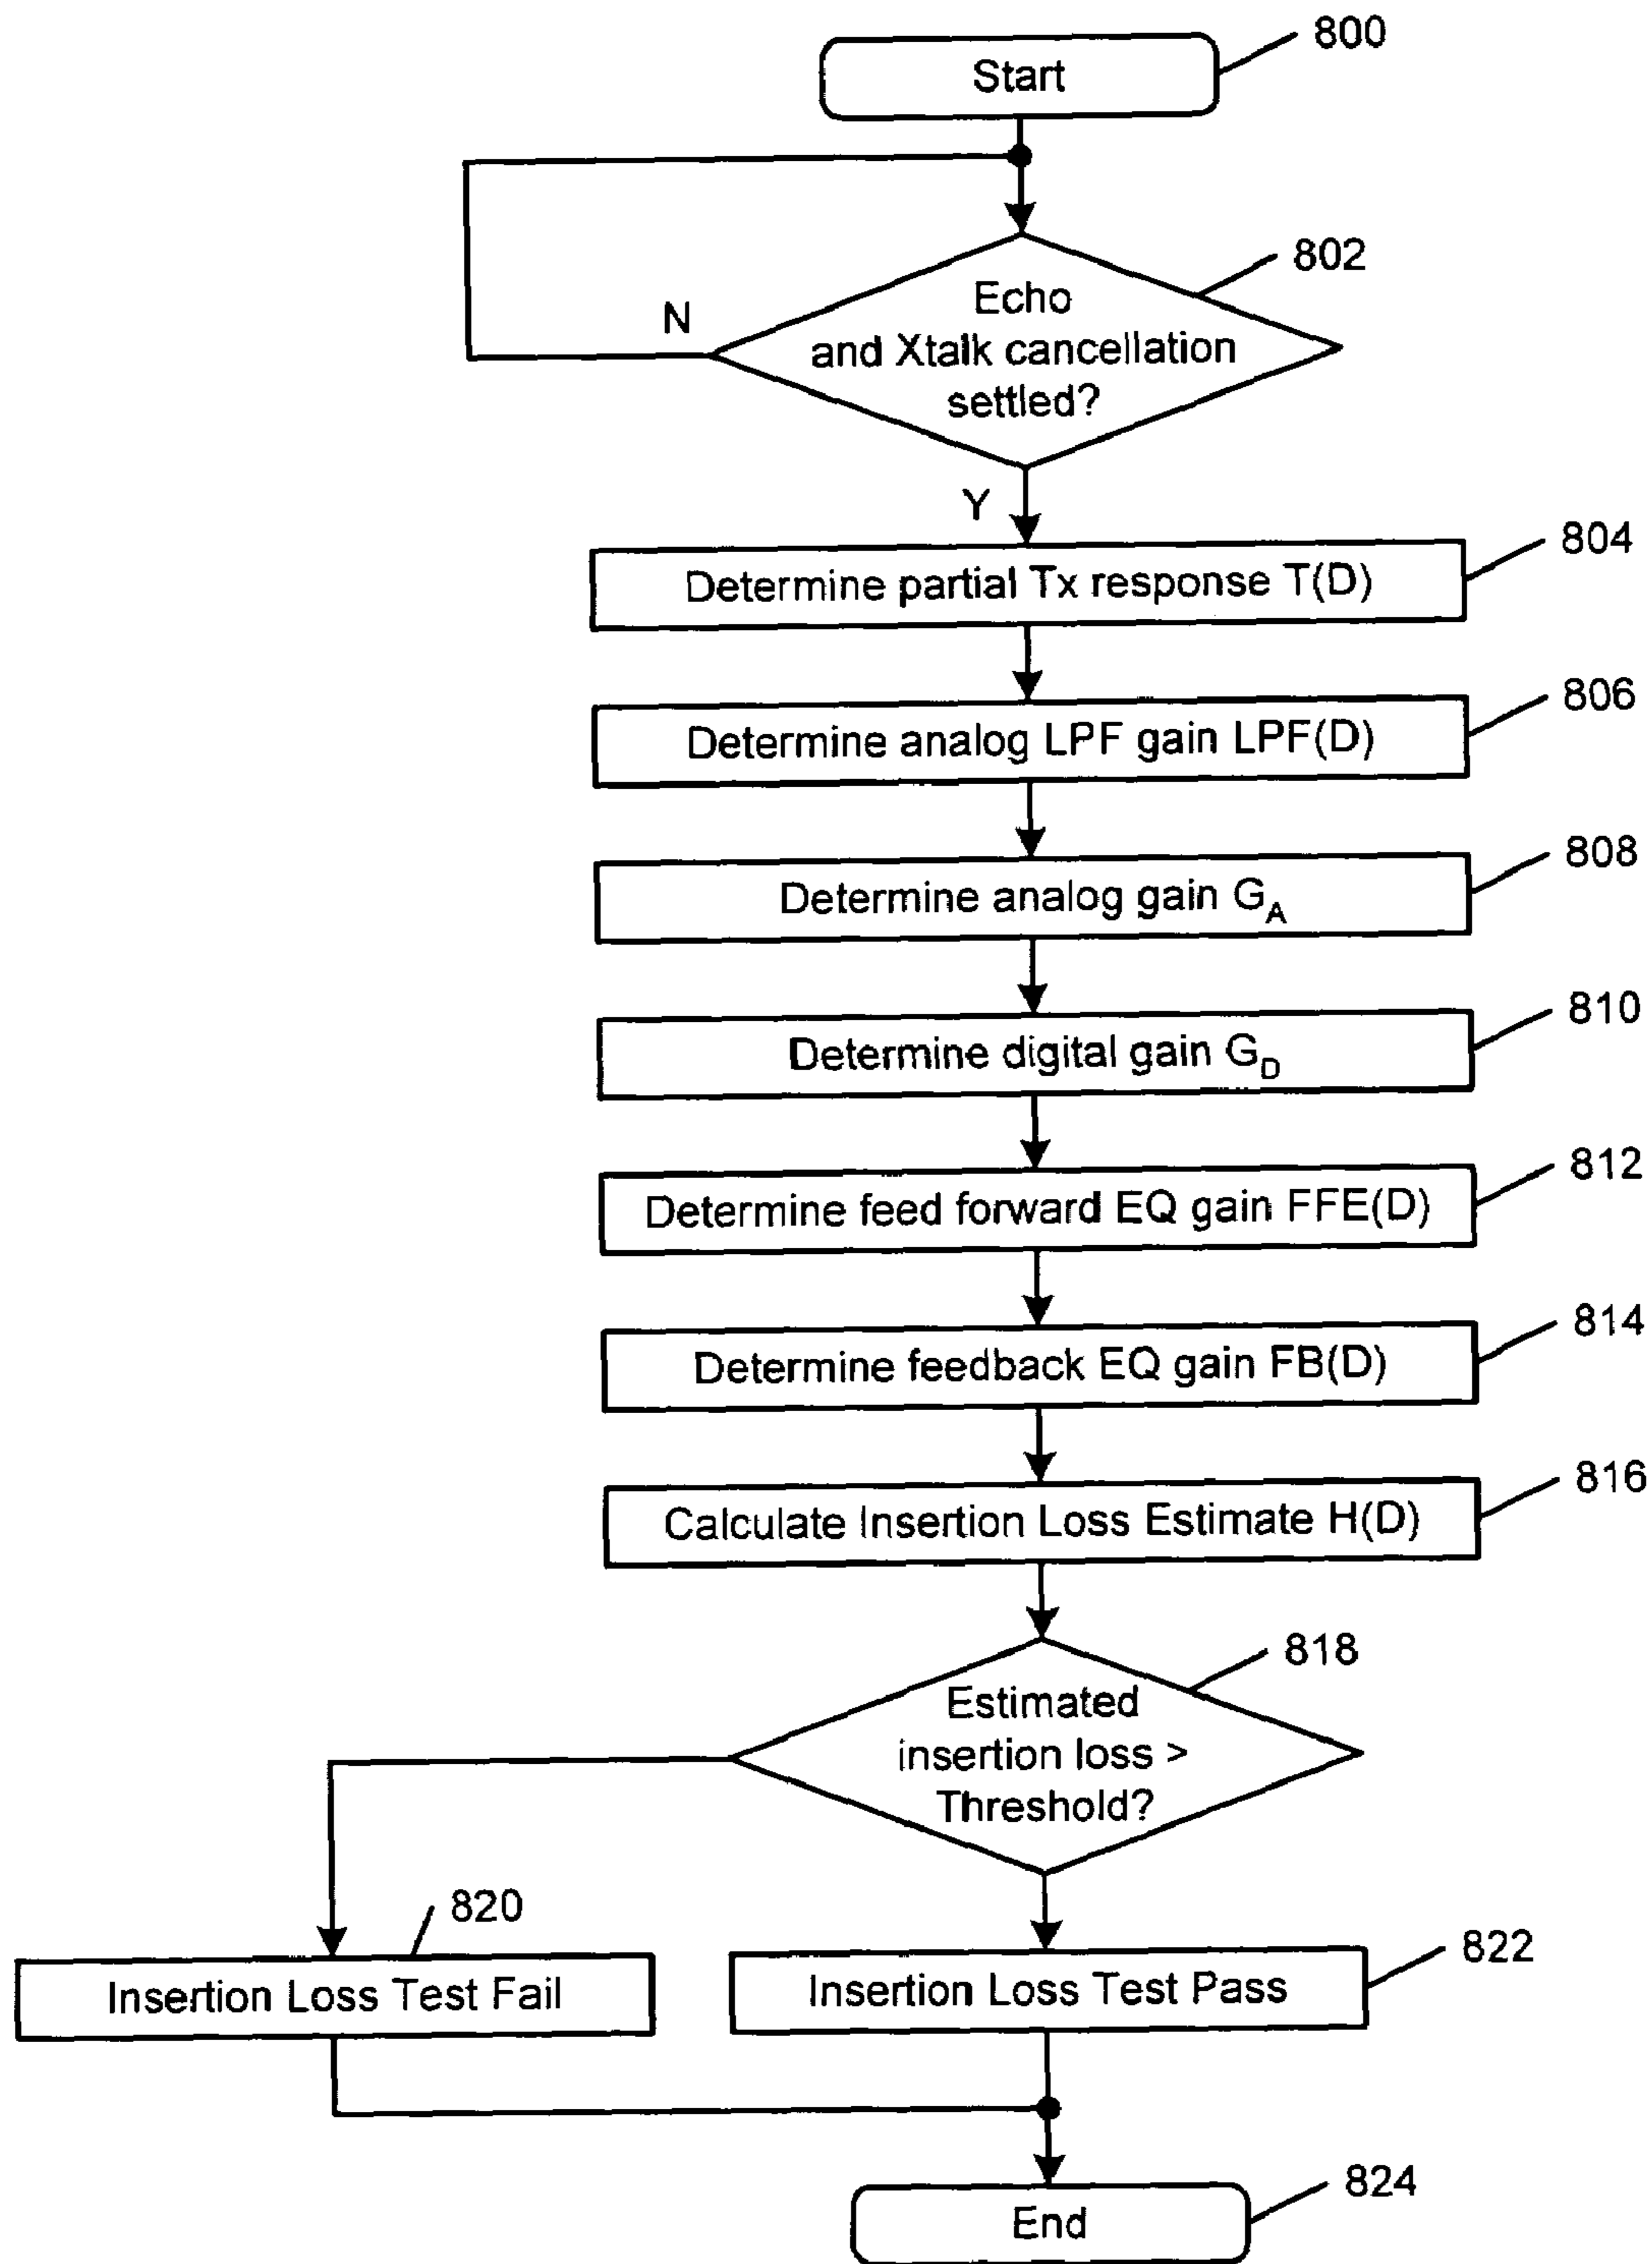 800
Start
802
Echo
and Xtalk cancellation
settled?
N
Y
804
Determine partial Tx response T(D)
806
Determine analog LPF gain LPF(D)
808
Determine analog gain G_A
810
Determine digital gain G_D
812
Determine feed forward EQ gain FFE(D)
814
Determine feedback EQ gain FB(D)
816
Calculate Insertion Loss Estimate H(D)
818
Estimated
insertion loss >
Threshold?
820
Insertion Loss Test Fail
822
Insertion Loss Test Pass
824
End